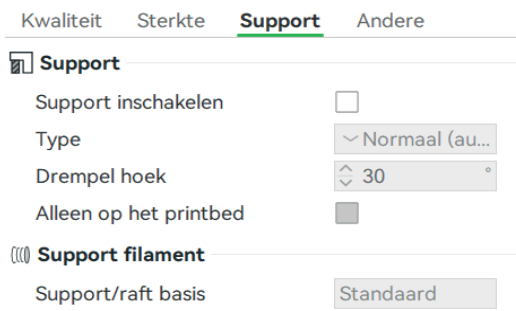 Kwaliteit Sterkte Support Andere
Support
Support inschakelen
Type Normaal (au...
Drempel hoek 30 °
Alleen op het printbed
Support filament
Support/raft basis Standaard